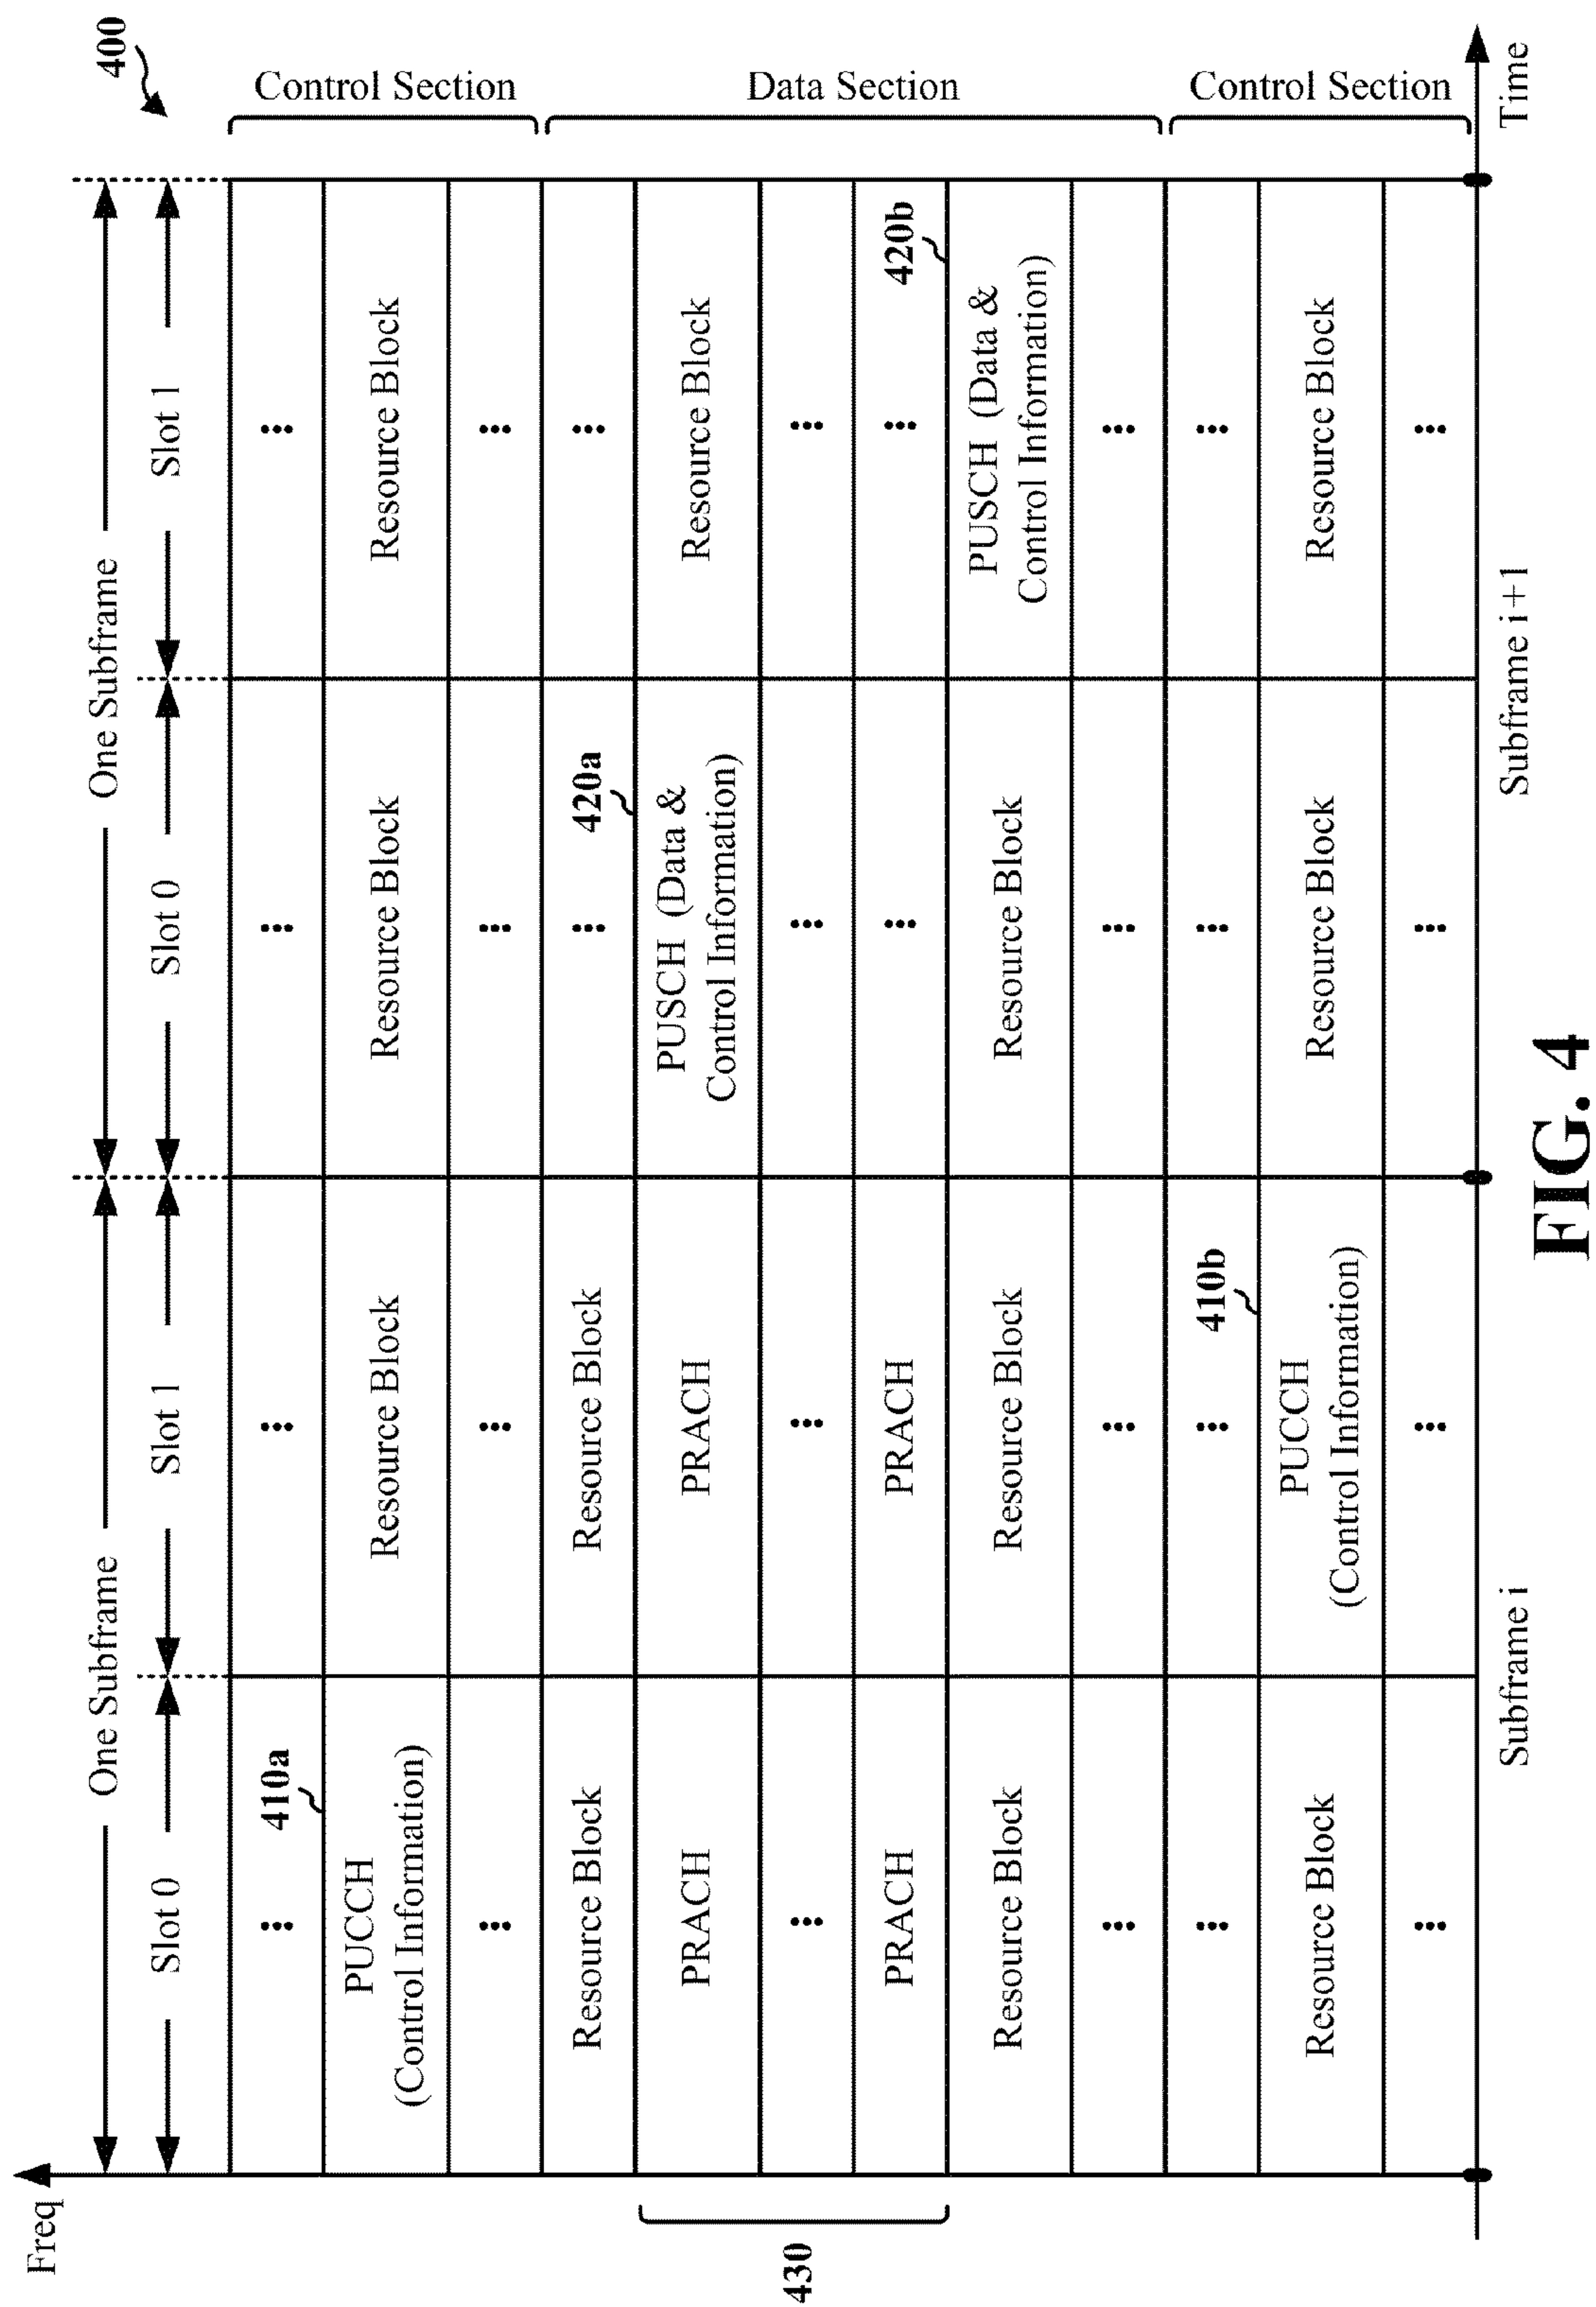 Freq
One Subframe
One Subframe
400
Slot 0
Slot 1
Slot 0
Slot 1
410a
PUCCH
(Control Information)
Resource Block
Resource Block
Resource Block
Control Section
Resource Block
Resource Block
420a
PRACH
PRACH
PUSCH (Data &
Control Information)
Resource Block
430
Data Section
PRACH
PRACH
420b
Resource Block
Resource Block
Resource Block
PUSCH (Data &
Control Information)
410b
Resource Block
PUCCH
(Control Information)
Resource Block
Resource Block
Control Section
Subframe i
Subframe i+1
Time
FIG. 4